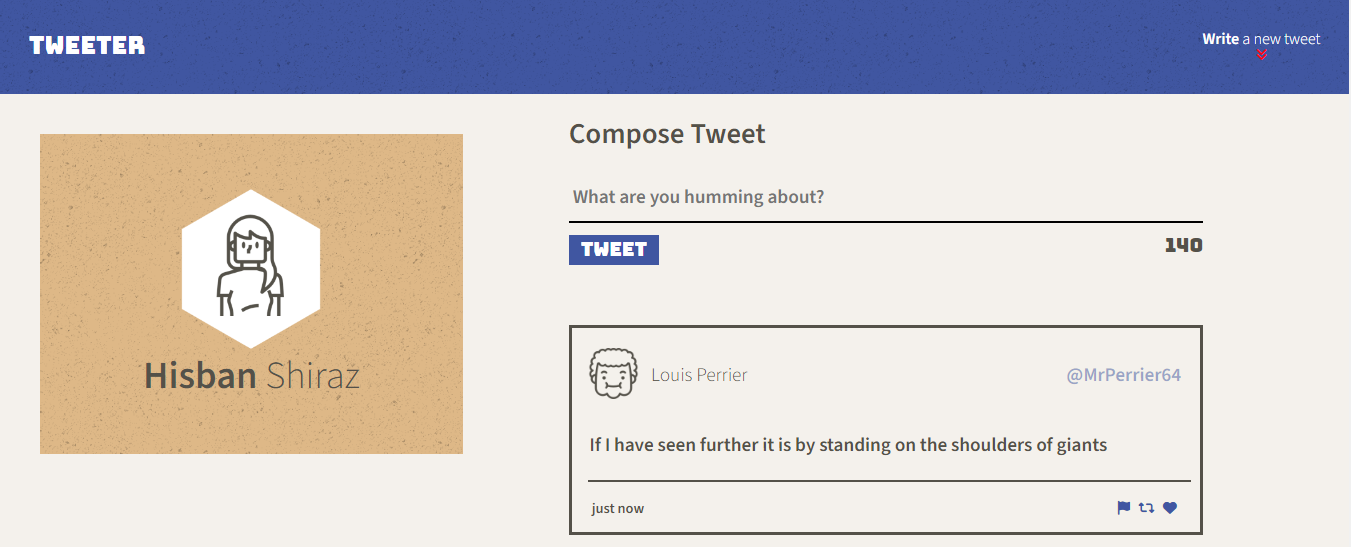 TWEETER
Write a new tweet
Hisban Shiraz
Compose Tweet
What are you humming about?
TWEET
140
Louis Perrier
@MrPerrier64
If I have seen further it is by standing on the shoulders of giants
just now